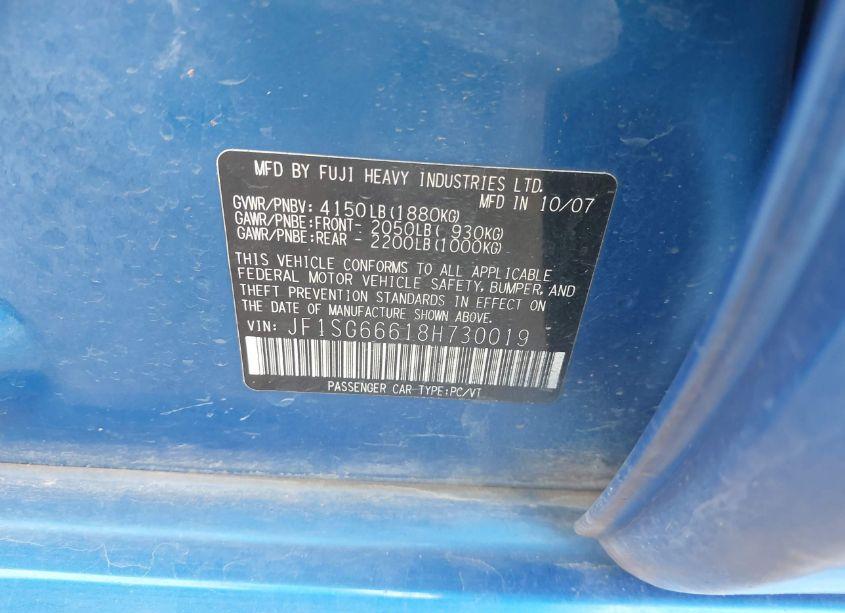 MFD BY FUJI HEAVY INDUSTRIES LTD.
MFD IN 10/07
GVWR/PNBV: 4150LB(1880KG)
GAWR/PNBE:FRONT- 2050LB( 930KG)
GAWR/PNBE:REAR - 2200LB(1000KG)
THIS VEHICLE CONFORMS TO ALL APPLICABLE
FEDERAL MOTOR VEHICLE SAFETY, BUMPER, AND
THEFT PREVENTION STANDARDS IN EFFECT ON
THE DATE OF MANUFACTURE SHOWN ABOVE.
VIN: JF1SG66618H730019
PASSENGER CAR-TYPE:PC/VT